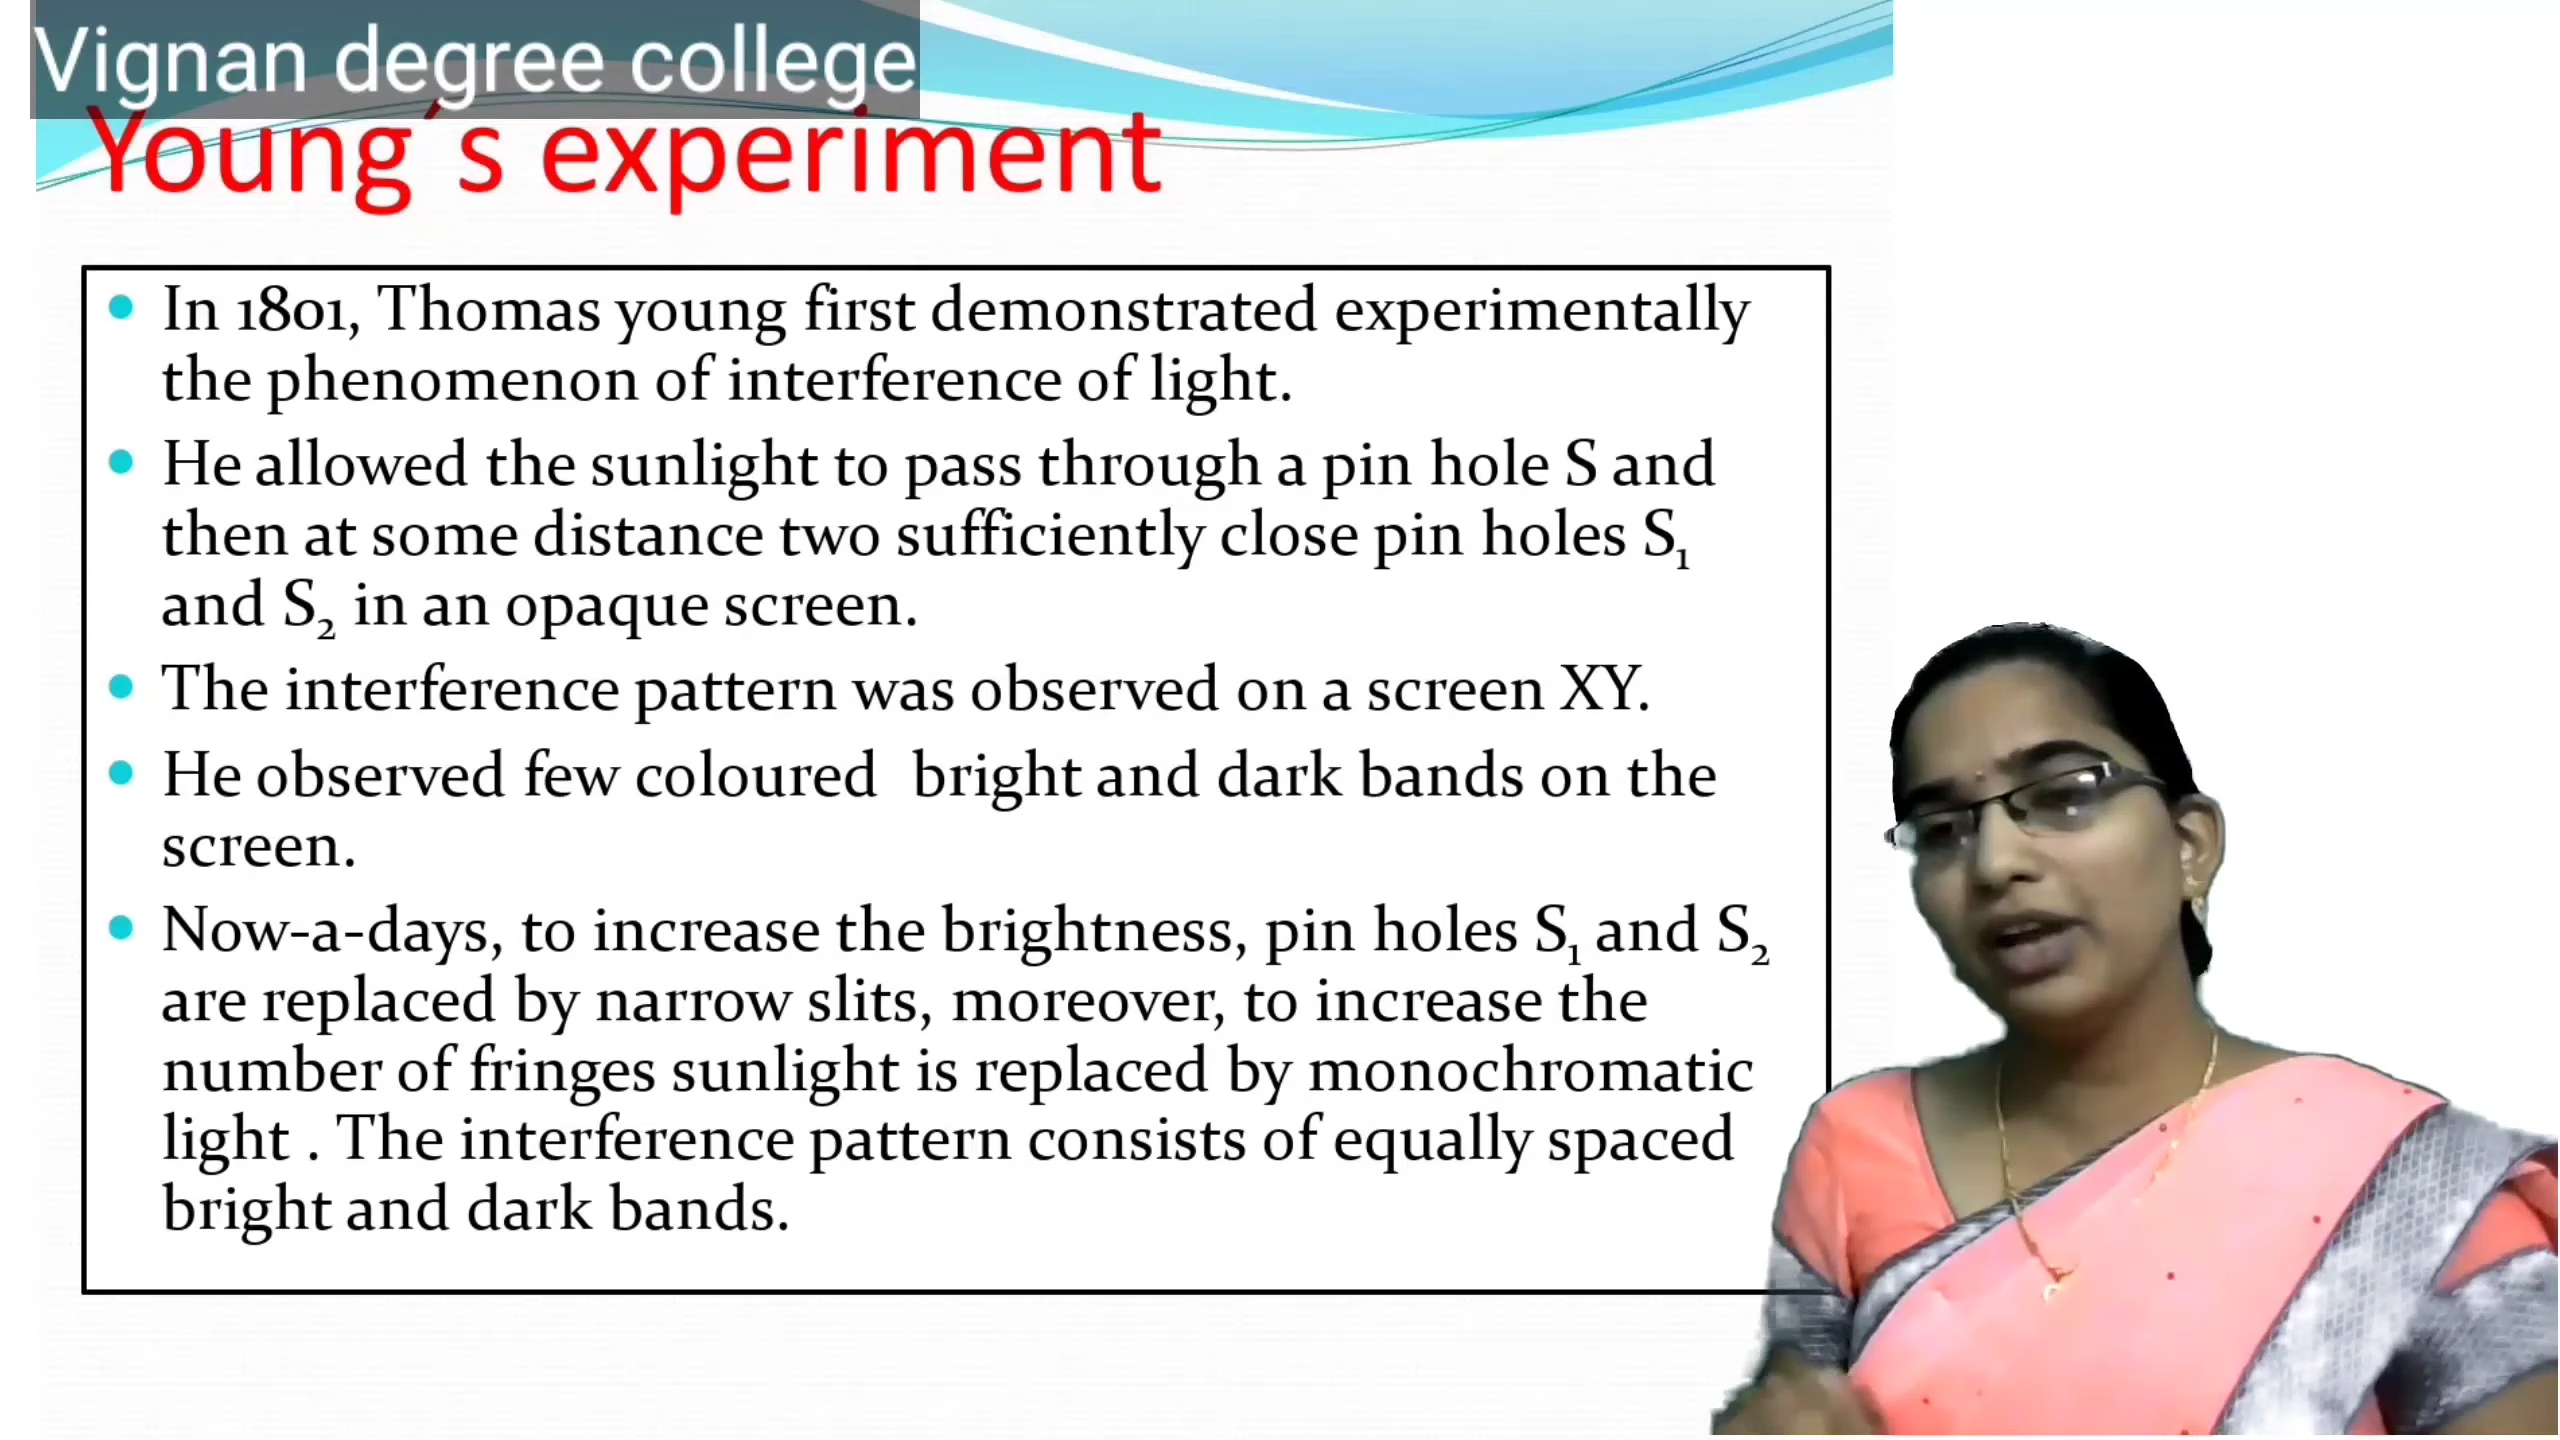 Vignan degree college
Young´s experiment
• In 1801, Thomas young first demonstrated experimentally
the phenomenon of interference of light.
• He allowed the sunlight to pass through a pin hole S and
then at some distance two sufficiently close pin holes S₁
and S₂ in an opaque screen.
• The interference pattern was observed on a screen XY.
• He observed few coloured  bright and dark bands on the
screen.
• Now-a-days, to increase the brightness, pin holes S₁ and S₂
are replaced by narrow slits, moreover, to increase the
number of fringes sunlight is replaced by monochromatic
light . The interference pattern consists of equally spaced
bright and dark bands.